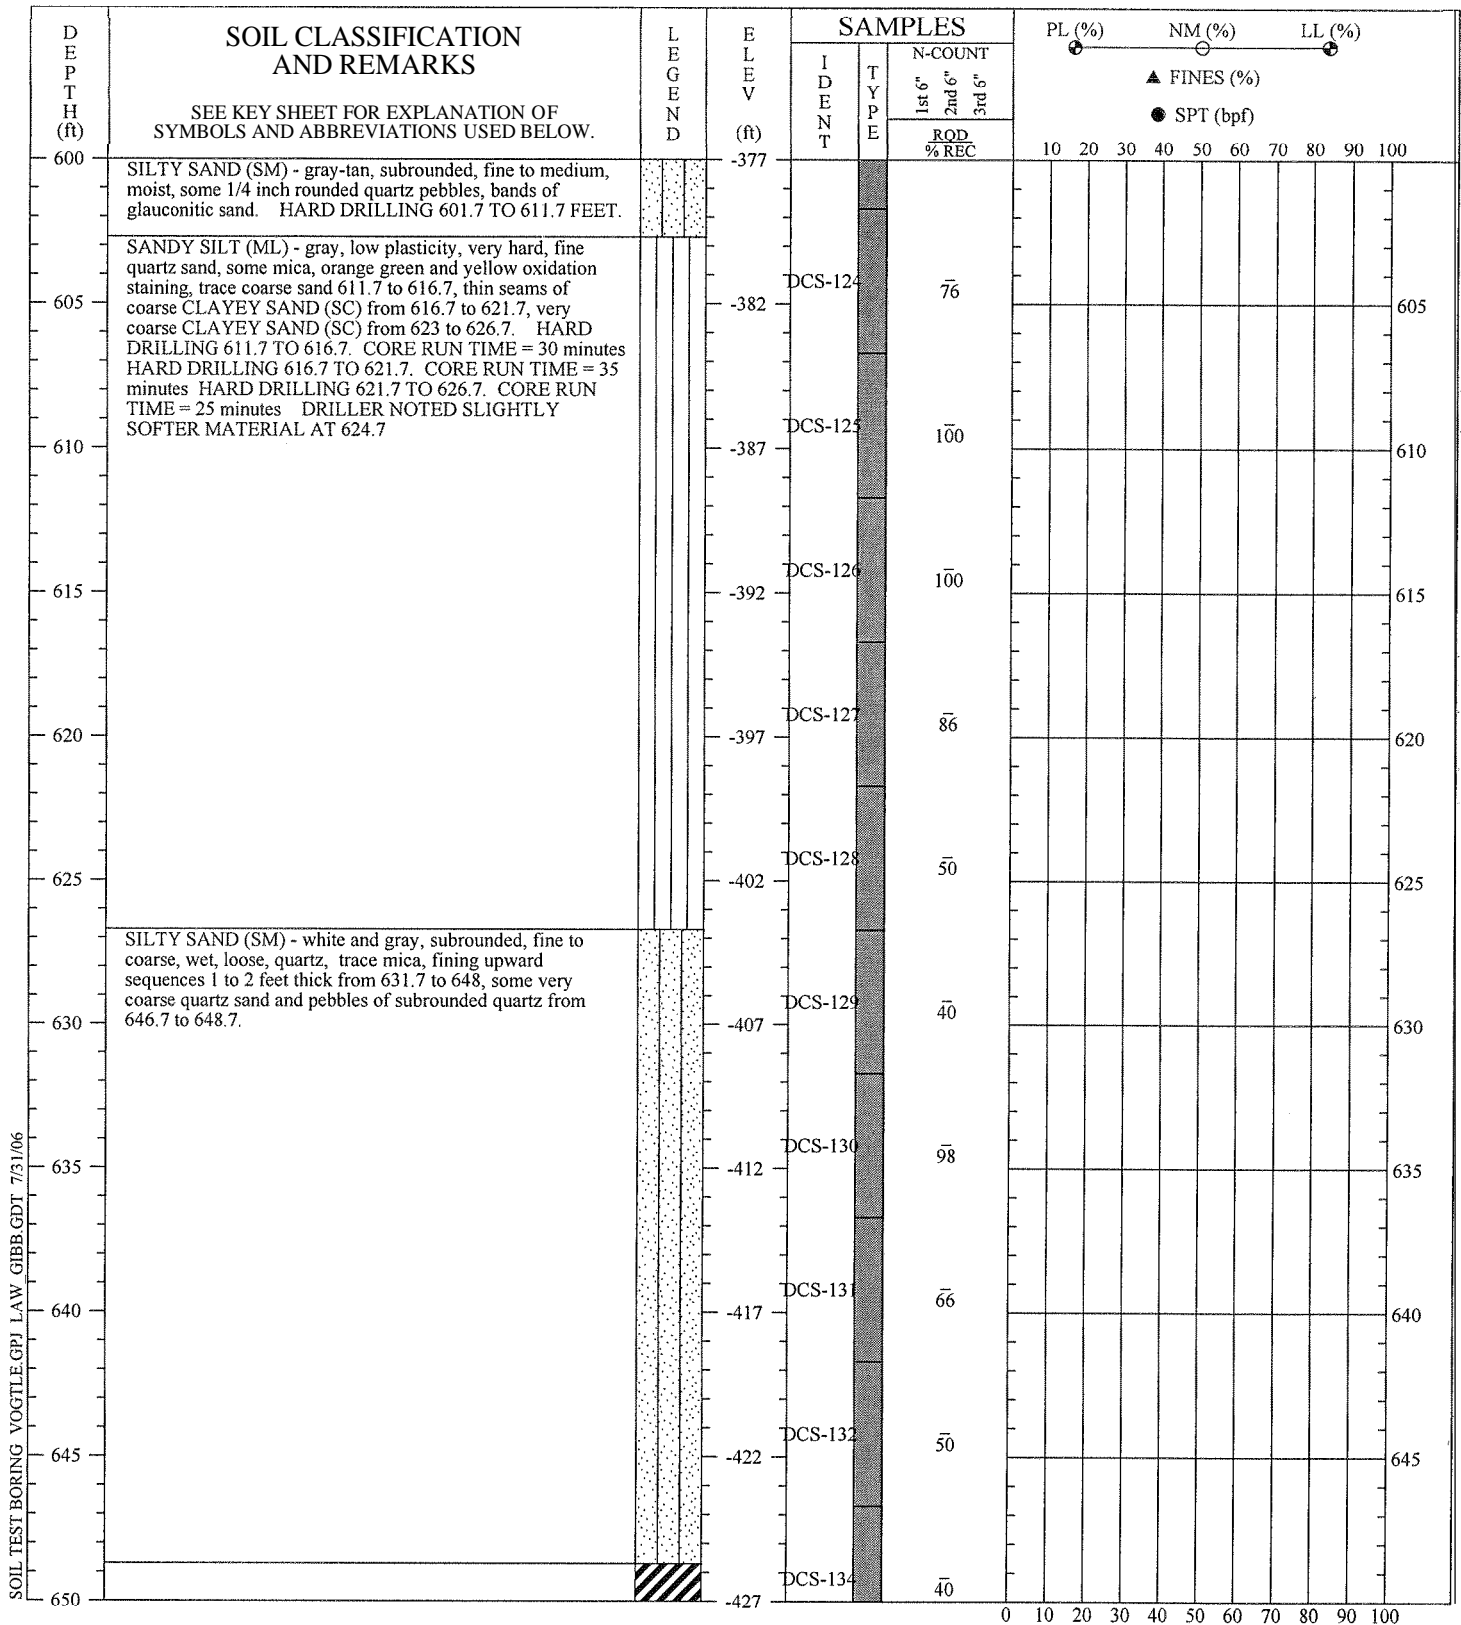 DEPTH (ft)
SOIL CLASSIFICATION
AND REMARKS
SEE KEY SHEET FOR EXPLANATION OF
SYMBOLS AND ABBREVIATIONS USED BELOW.
LEGEND
ELEV (ft)
SAMPLES
IDENT
TYPE
N-COUNT
1st 6"
2nd 6"
3rd 6"
RQD
% REC
PL (%) NM (%) LL (%)
▲ FINES (%)
● SPT (bpf)
10 20 30 40 50 60 70 80 90 100
600
-377
SILTY SAND (SM) - gray-tan, subrounded, fine to medium,
moist, some 1/4 inch rounded quartz pebbles, bands of
glauconitic sand. HARD DRILLING 601.7 TO 611.7 FEET.
SANDY SILT (ML) - gray, low plasticity, very hard, fine
quartz sand, some mica, orange green and yellow oxidation
staining, trace coarse sand 611.7 to 616.7, thin seams of
coarse CLAYEY SAND (SC) from 616.7 to 621.7, very
coarse CLAYEY SAND (SC) from 623 to 626.7. HARD
DRILLING 611.7 TO 616.7. CORE RUN TIME = 30 minutes
HARD DRILLING 616.7 TO 621.7. CORE RUN TIME = 35
minutes HARD DRILLING 621.7 TO 626.7. CORE RUN
TIME = 25 minutes DRILLER NOTED SLIGHTLY
SOFTER MATERIAL AT 624.7
DCS-124 76
605 -382 605
DCS-125 100
610 -387 610
DCS-126 100
615 -392 615
DCS-127 86
620 -397 620
DCS-128 50
625 -402 625
SILTY SAND (SM) - white and gray, subrounded, fine to
coarse, wet, loose, quartz, trace mica, fining upward
sequences 1 to 2 feet thick from 631.7 to 648, some very
coarse quartz sand and pebbles of subrounded quartz from
646.7 to 648.7.
DCS-129 40
630 -407 630
DCS-130 98
635 -412 635
DCS-131 66
640 -417 640
DCS-132 50
645 -422 645
DCS-134 40
650 -427
0 10 20 30 40 50 60 70 80 90 100
SOIL TEST BORING VOGTLE.GPJ LAW_GIBB.GDT 7/31/06